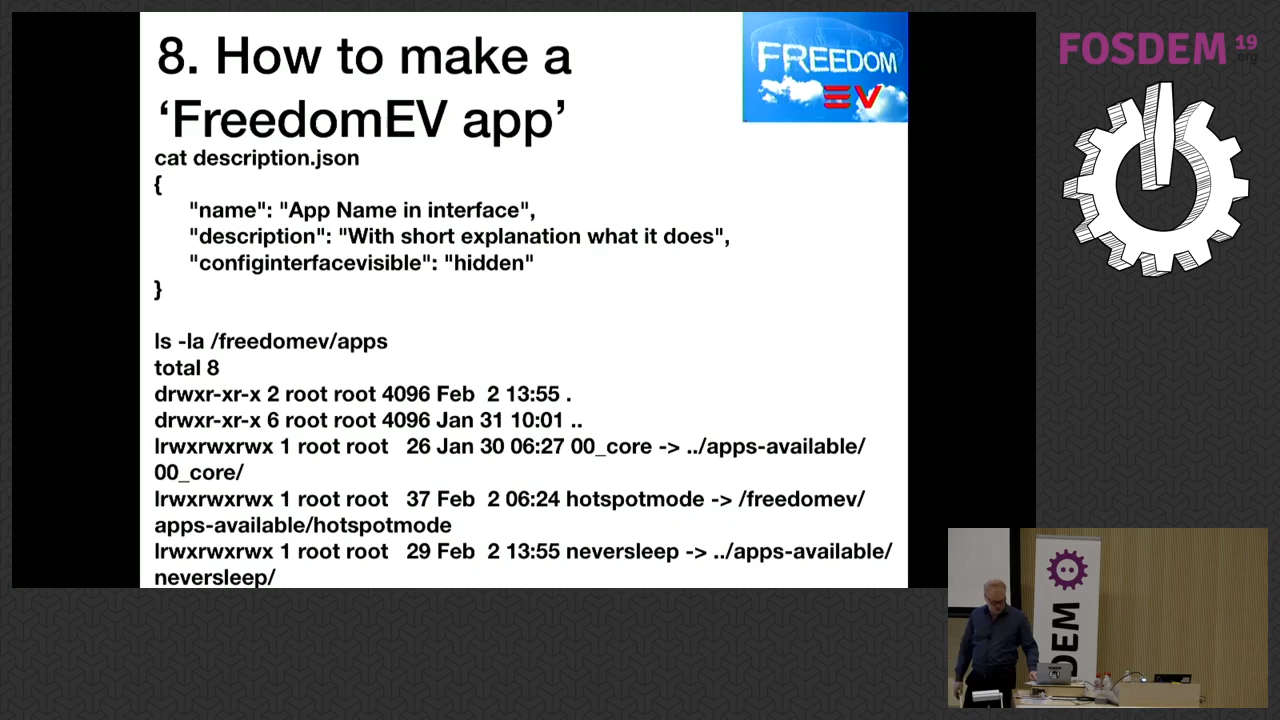 8. How to make a
‘FreedomEV app’
FREEDOM
EV
FOSDEM 19
.org
cat description.json
{
"name": "App Name in interface",
"description": "With short explanation what it does",
"configinterfacevisible": "hidden"
}
ls -la /freedomev/apps
total 8
drwxr-xr-x 2 root root 4096 Feb  2 13:55 .
drwxr-xr-x 6 root root 4096 Jan 31 10:01 ..
lrwxrwxrwx 1 root root   26 Jan 30 06:27 00_core -> ../apps-available/
00_core/
lrwxrwxrwx 1 root root   37 Feb  2 06:24 hotspotmode -> /freedomev/
apps-available/hotspotmode
lrwxrwxrwx 1 root root   29 Feb  2 13:55 neversleep -> ../apps-available/
neversleep/
DEM